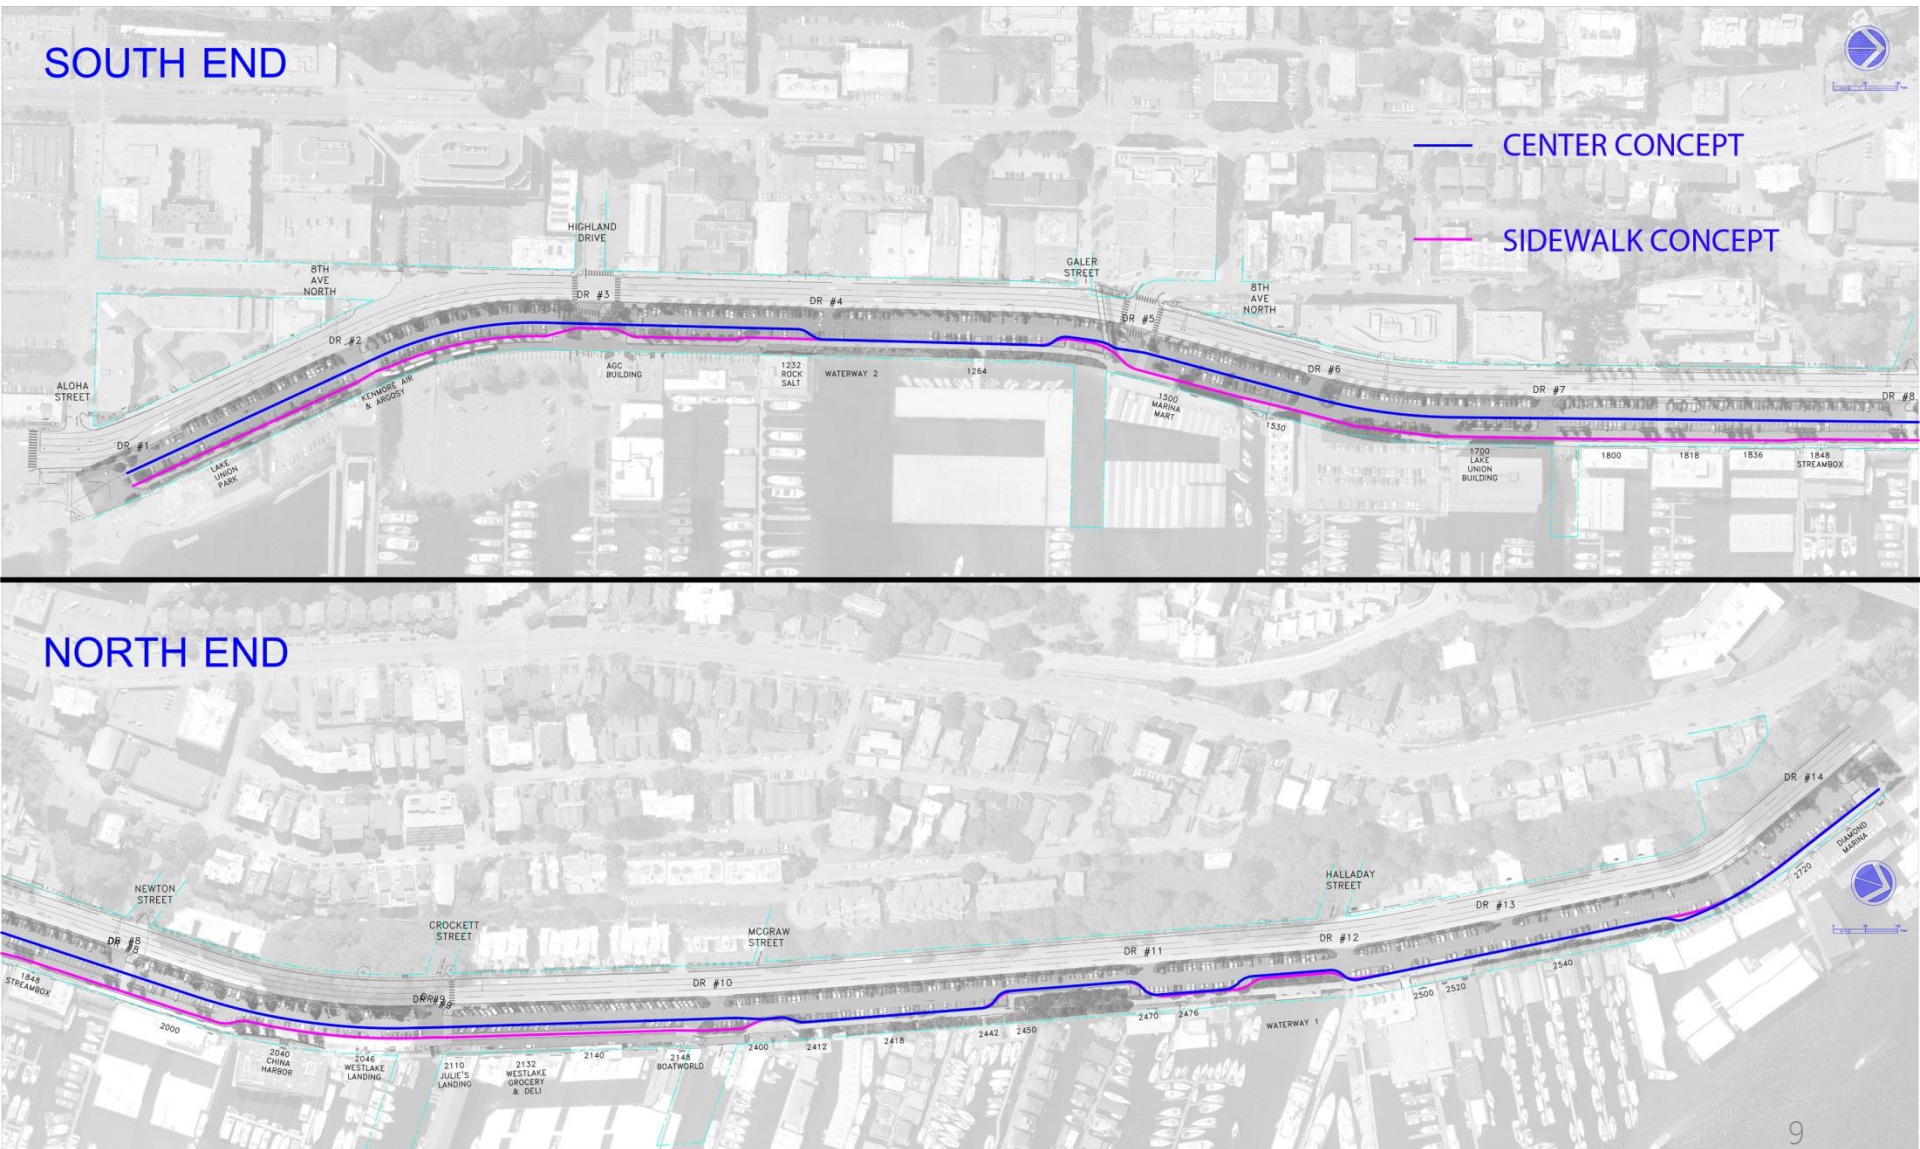 SOUTH END
CENTER CONCEPT
SIDEWALK CONCEPT
HIGHLAND
DRIVE
8TH
AVE
NORTH
GALER
STREET
8TH
AVE
NORTH
DR #3
DR #4
DR #5
DR #2
DR #6
DR #7
DR #8
ALOHA
STREET
DR #1
KENMORE AIR
& ARGOSY
LAKE
UNION
PARK
AGC
BUILDING
1232
ROCK
SALT
WATERWAY 2
1264
1500
MARINA
MART
1530
1700
LAKE
UNION
BUILDING
1800
1818
1836
1848
STREAMBOX
NORTH END
DR #14
DIAMOND
MARINA
2720
HALLADAY
STREET
NEWTON
STREET
CROCKETT
STREET
MCGRAW
STREET
DR #8
DR #9
DR #10
DR #11
DR #12
DR #13
1848
STREAMBOX
2000
2040
CHINA
HARBOR
2046
WESTLAKE
LANDING
2110
JULIE'S
LANDING
2132
WESTLAKE
GROCERY
& DELI
2140
2148
BOATWORLD
2400
2412
2418
2442
2450
2470
2476
WATERWAY 1
2500
2520
2540
9